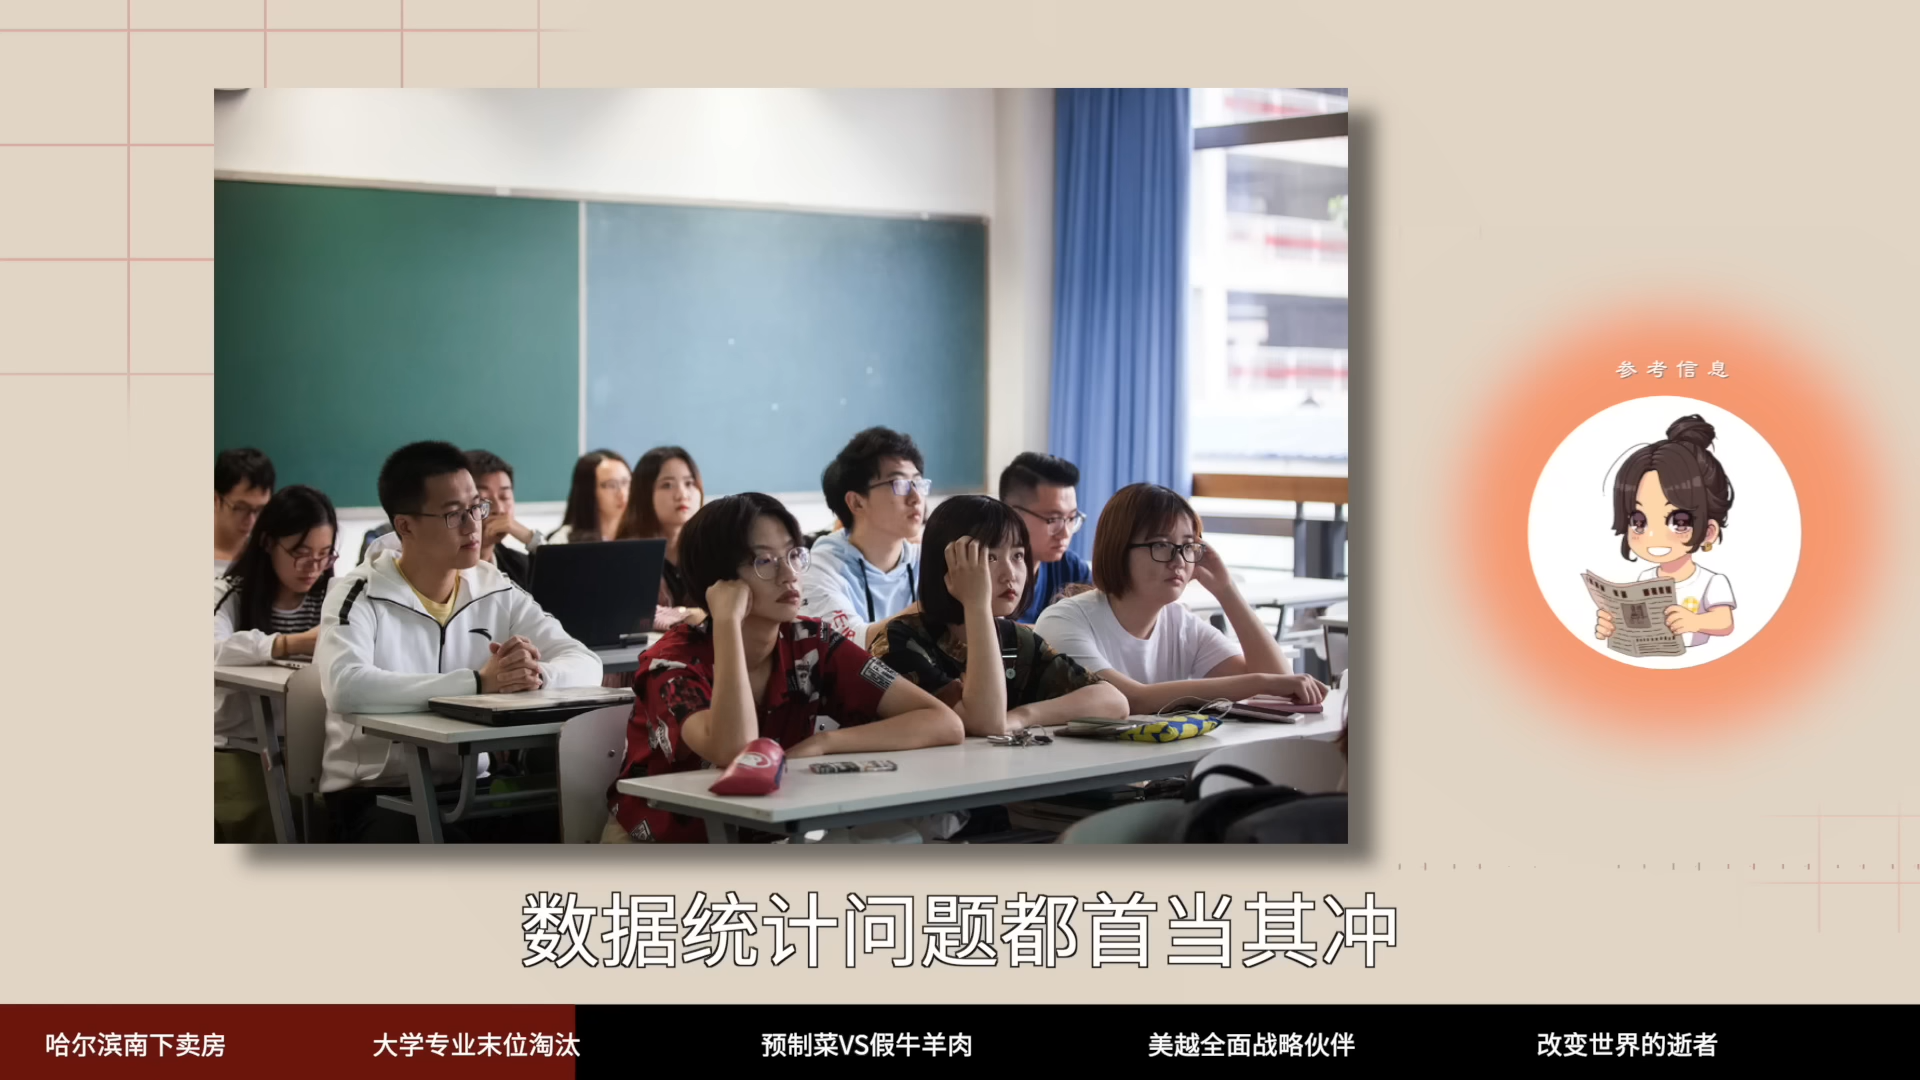 参考信息
数据统计问题都首当其冲
哈尔滨南下卖房
大学专业末位淘汰
预制菜VS假牛羊肉
美越全面战略伙伴
改变世界的逝者